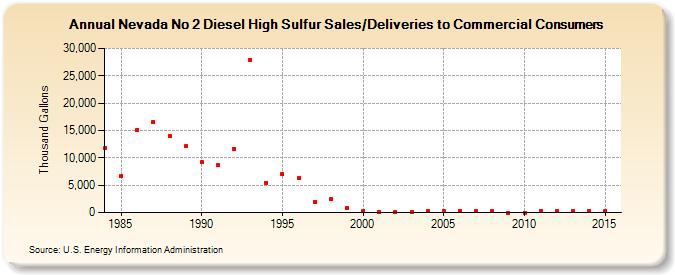 Annual Nevada No 2 Diesel High Sulfur Sales/Deliveries to Commercial Consumers
Thousand Gallons
30,000
25,000
20,000
15,000
10,000
5,000
0
1985 1990 1995 2000 2005 2010 2015
Source: U.S. Energy Information Administration